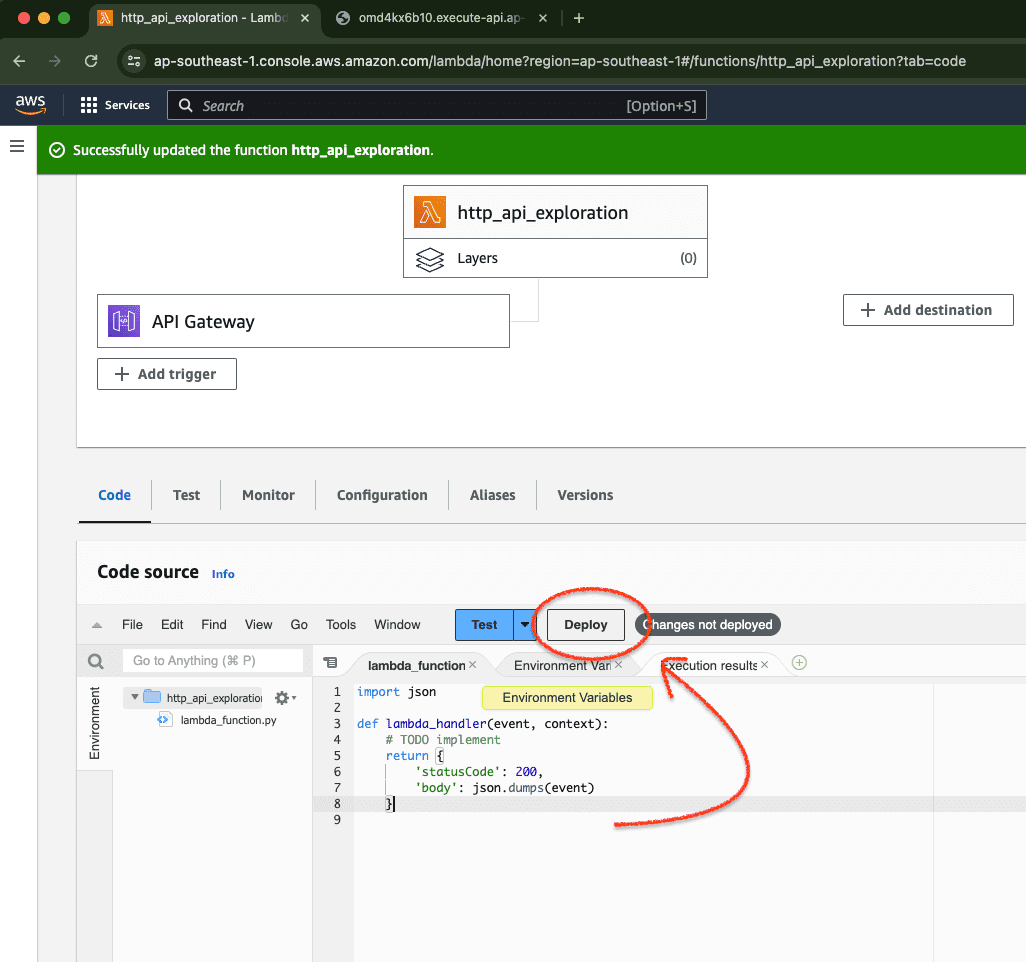 http_api_exploration - Lambd
omd4kx6b10.execute-api.ap-
ap-southeast-1.console.aws.amazon.com/lambda/home?region=ap-southeast-1#/functions/http_api_exploration?tab=code
aws
Services
Search
[Option+S]
Successfully updated the function http_api_exploration.
http_api_exploration
Layers
(0)
API Gateway
Add destination
Add trigger
Code
Test
Monitor
Configuration
Aliases
Versions
Code source
Info
File
Edit
Find
View
Go
Tools
Window
Test
Deploy
Changes not deployed
Go to Anything (⌘ P)
lambda_function
Environment Var
Execution results
Environment
http_api_exploration
lambda_function.py
Environment Variables
1 import json
2
3 def lambda_handler(event, context):
4     # TODO implement
5     return {
6         'statusCode': 200,
7         'body': json.dumps(event)
8     }
9